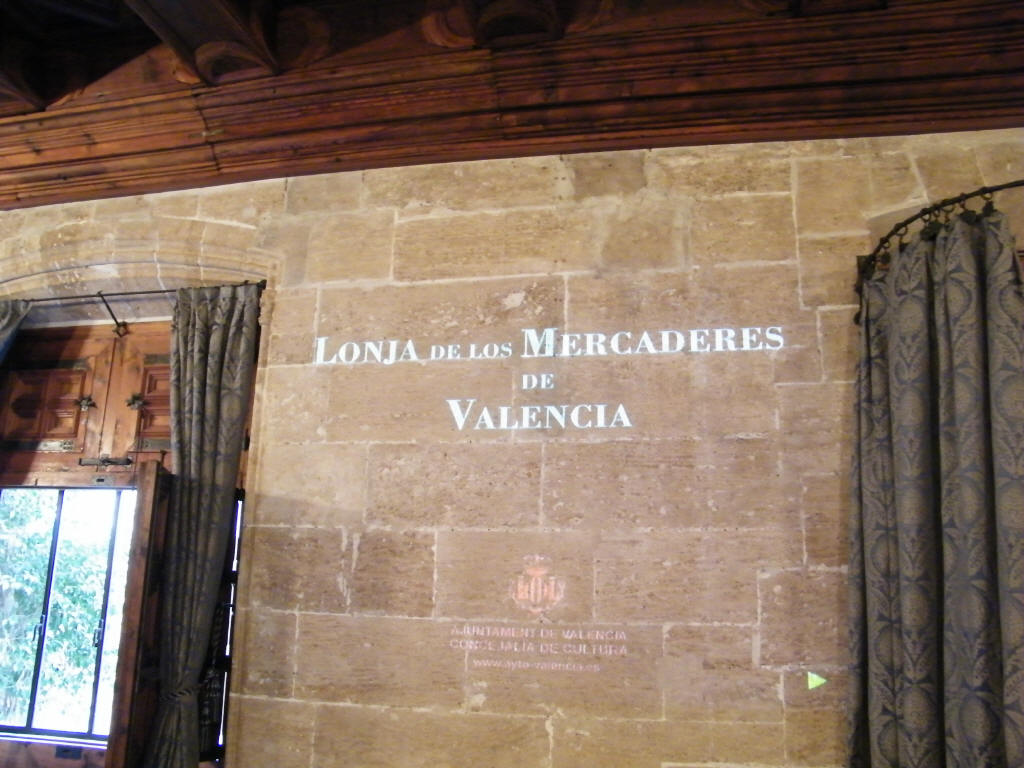 LONJA DE LOS MERCADERES
DE
VALENCIA
AJUNTAMENT DE VALENCIA
CONCEJALIA DE CULTURA
www.ayto-valencia.es